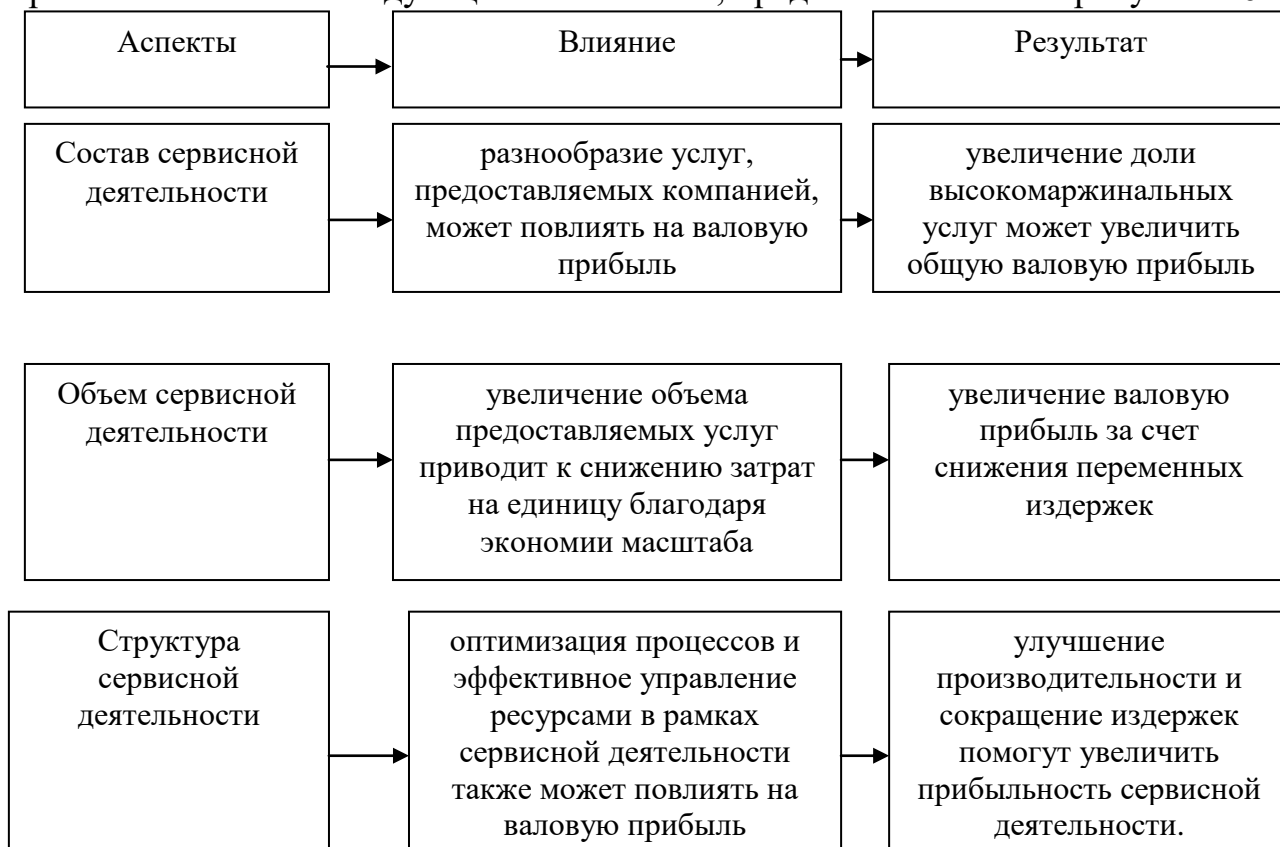 Аспекты
Влияние
Результат
Состав сервисной
деятельности
разнообразие услуг,
предоставляемых компанией,
может повлиять на валовую
прибыль
увеличение доли
высокомаржинальных
услуг может увеличить
общую валовую прибыль
Объем сервисной
деятельности
увеличение объема
предоставляемых услуг
приводит к снижению затрат
на единицу благодаря
экономии масштаба
увеличение валовую
прибыль за счет
снижения переменных
издержек
Структура
сервисной
деятельности
оптимизация процессов и
эффективное управление
ресурсами в рамках
сервисной деятельности
также может повлиять на
валовую прибыль
улучшение
производительности и
сокращение издержек
помогут увеличить
прибыльность сервисной
деятельности.